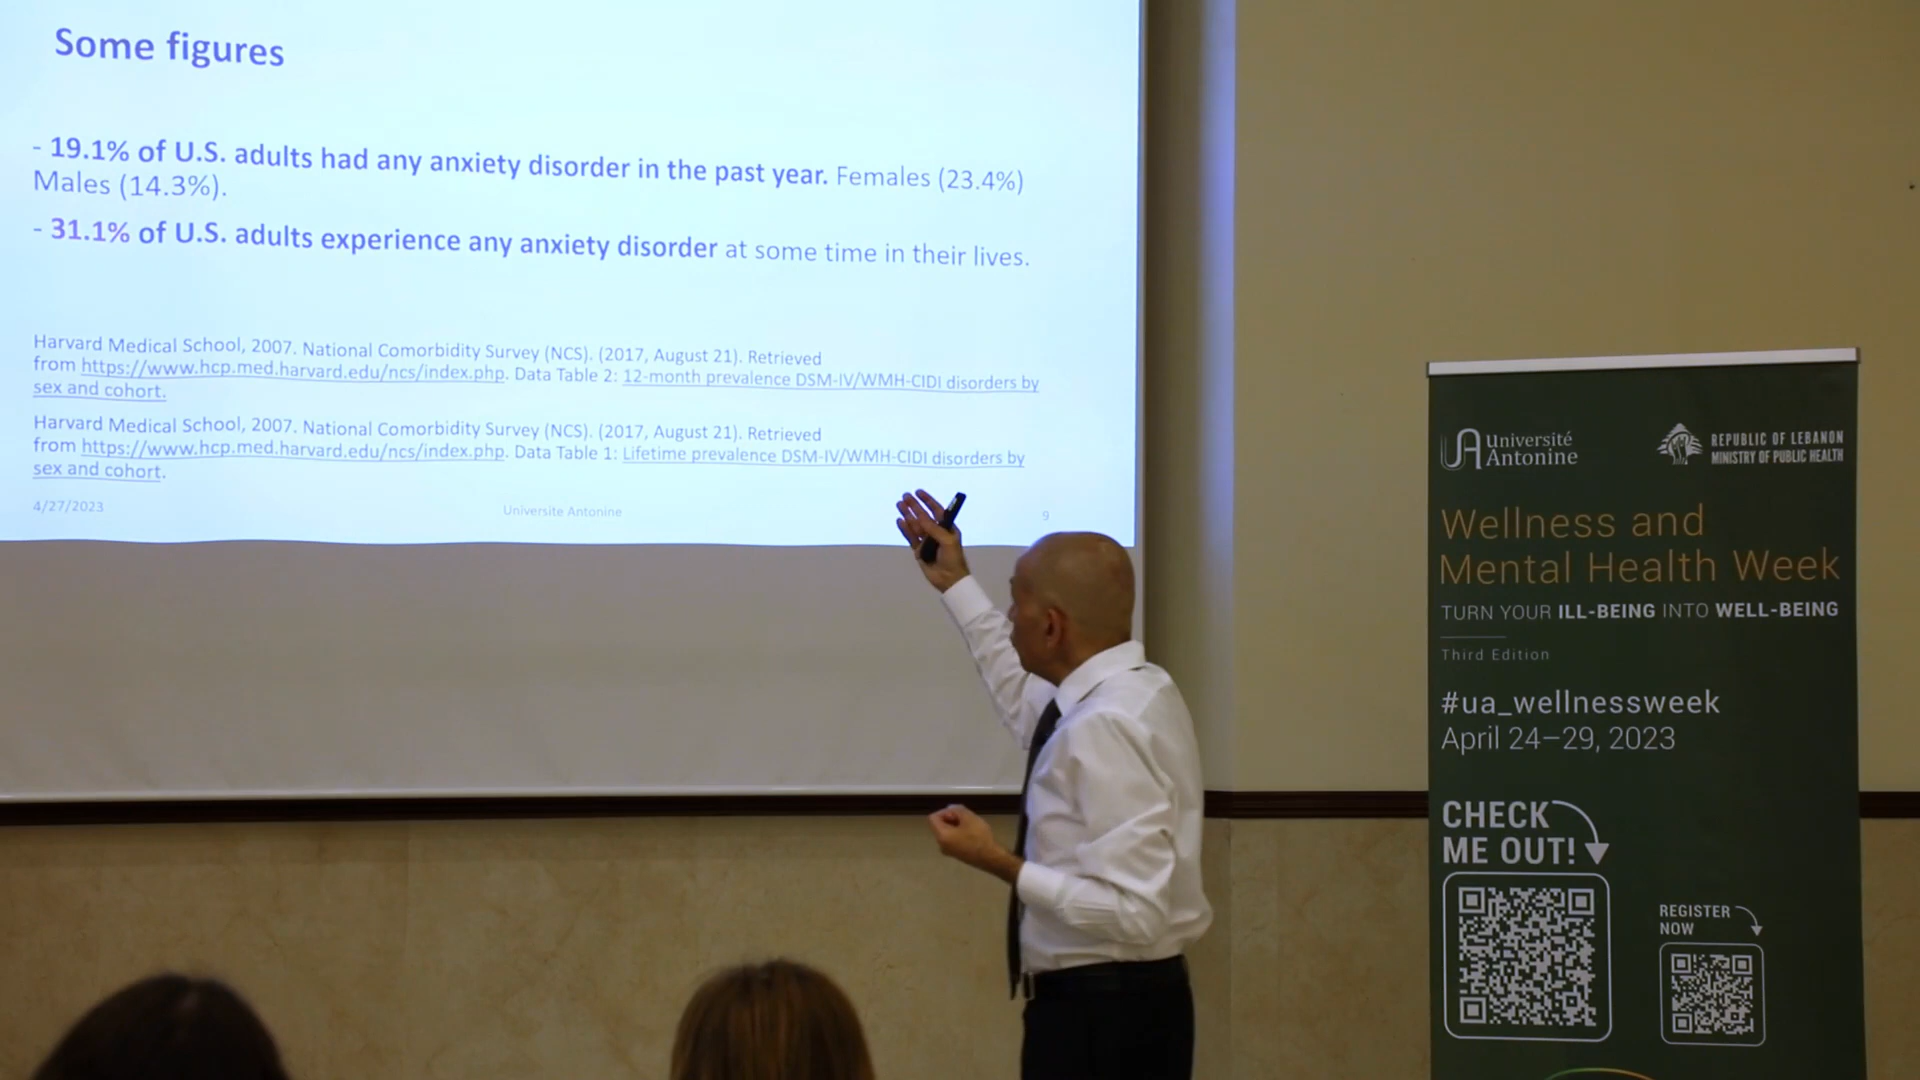 Some figures
- 19.1% of U.S. adults had any anxiety disorder in the past year. Females (23.4%)
Males (14.3%).
- 31.1% of U.S. adults experience any anxiety disorder at some time in their lives.
Harvard Medical School, 2007. National Comorbidity Survey (NCS). (2017, August 21). Retrieved
from https://www.hcp.med.harvard.edu/ncs/index.php. Data Table 2: 12-month prevalence DSM-IV/WMH-CIDI disorders by
sex and cohort.
Harvard Medical School, 2007. National Comorbidity Survey (NCS). (2017, August 21). Retrieved
from https://www.hcp.med.harvard.edu/ncs/index.php. Data Table 1: Lifetime prevalence DSM-IV/WMH-CIDI disorders by
sex and cohort.
4/27/2023
Universite Antonine
9
UA
Université
Antonine
REPUBLIC OF LEBANON
MINISTRY OF PUBLIC HEALTH
Wellness and
Mental Health Week
TURN YOUR ILL-BEING INTO WELL-BEING
Third Edition
#ua_wellnessweek
April 24–29, 2023
CHECK
ME OUT!
REGISTER
NOW